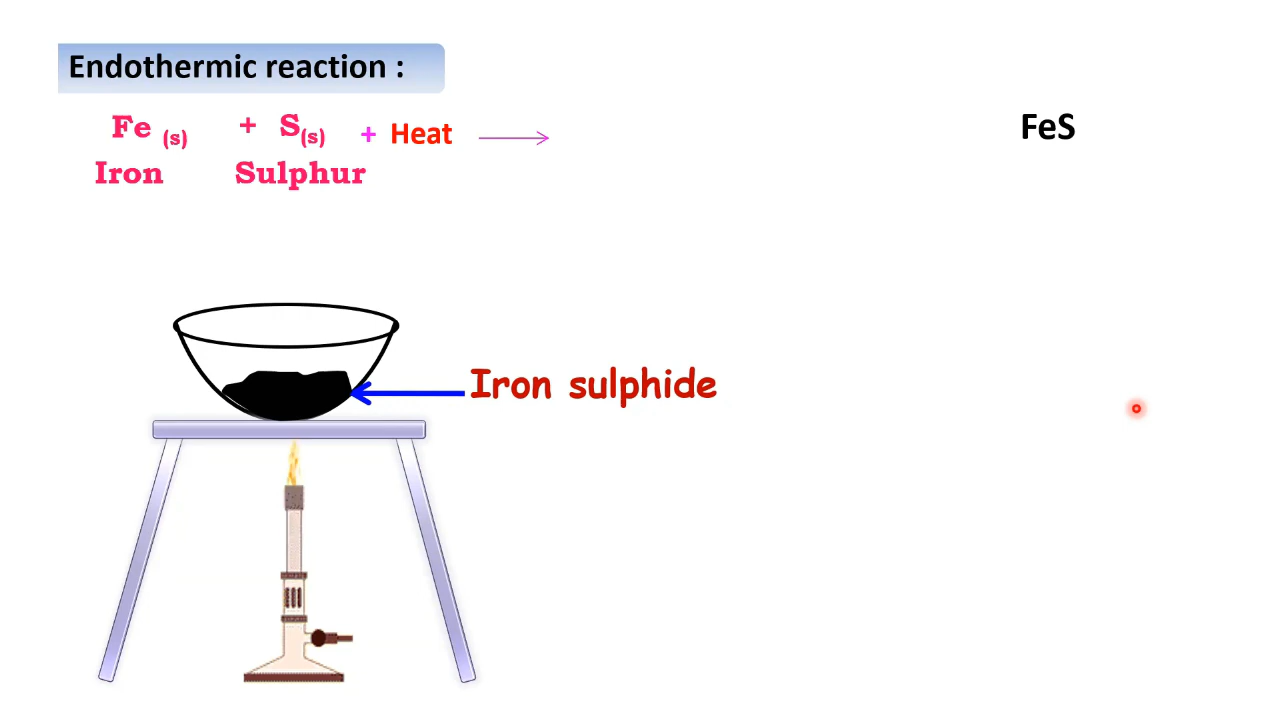 Endothermic reaction :
Fe (s) + S(s) + Heat ⟶ FeS
Iron Sulphur
Iron sulphide